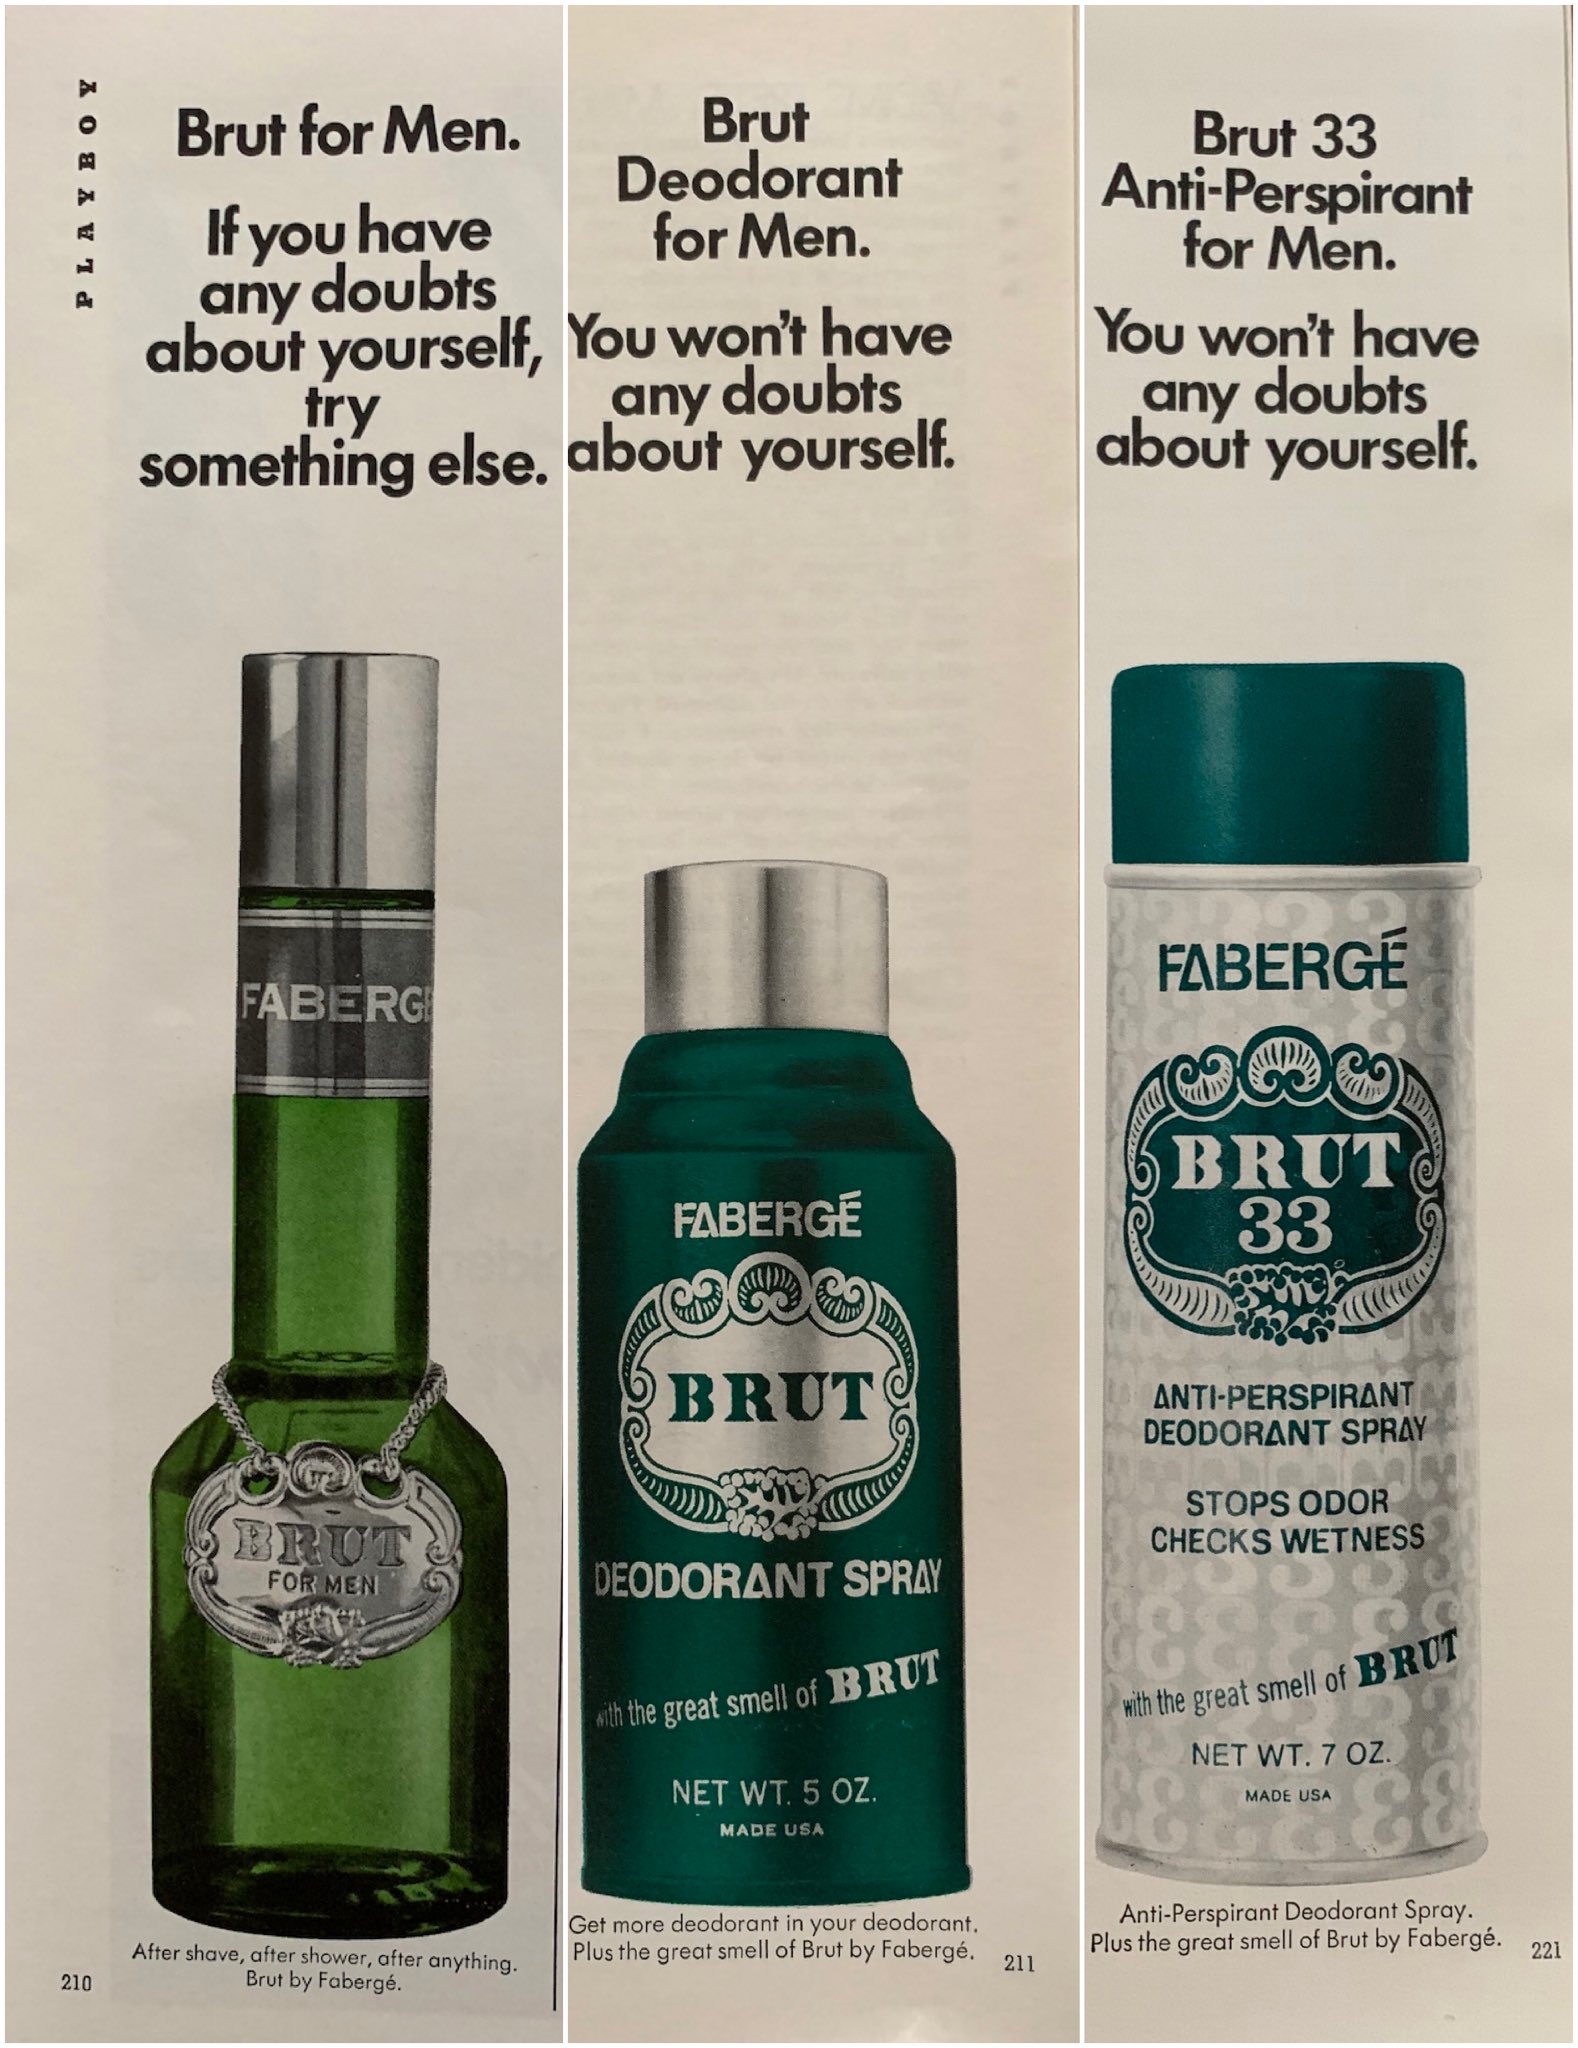 PLAYBOY
Brut for Men.
If you have
any doubts
about yourself,
try
something else.
FABERGE
BRUT
FOR MEN
After shave, after shower, after anything.
Brut by Fabergé.
210
Brut
Deodorant
for Men.
You won't have
any doubts
about yourself.
FABERGÉ
BRUT
DEODORANT SPRAY
with the great smell of BRUT
NET WT. 5 OZ.
MADE USA
Get more deodorant in your deodorant.
Plus the great smell of Brut by Fabergé.
211
Brut 33
Anti-Perspirant
for Men.
You won't have
any doubts
about yourself.
FABERGÉ
BRUT
33
ANTI-PERSPIRANT
DEODORANT SPRAY
STOPS ODOR
CHECKS WETNESS
with the great smell of BRUT
NET WT. 7 OZ.
MADE USA
Anti-Perspirant Deodorant Spray.
Plus the great smell of Brut by Fabergé.
221